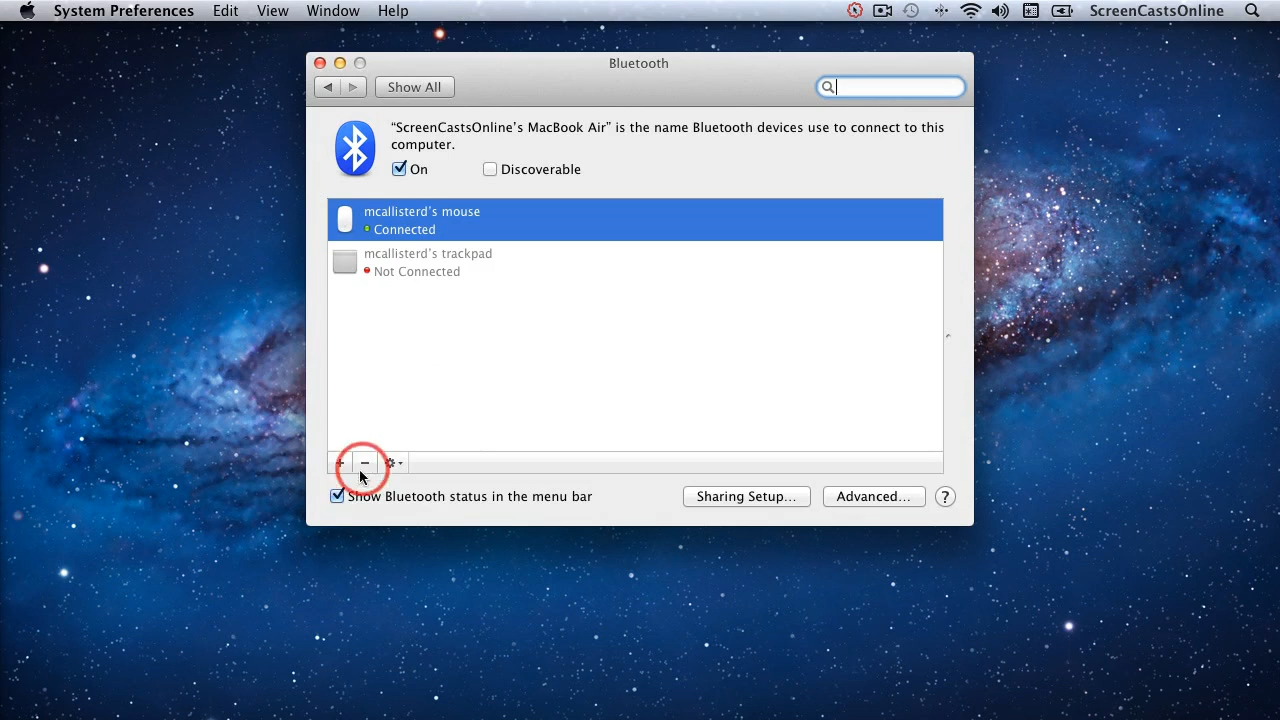 System Preferences Edit View Window Help ScreenCastsOnline
Bluetooth
Show All
“ScreenCastsOnline’s MacBook Air” is the name Bluetooth devices use to connect to this
computer.
On Discoverable
mcallisterd’s mouse
Connected
mcallisterd’s trackpad
Not Connected
+ −
Show Bluetooth status in the menu bar Sharing Setup... Advanced... ?